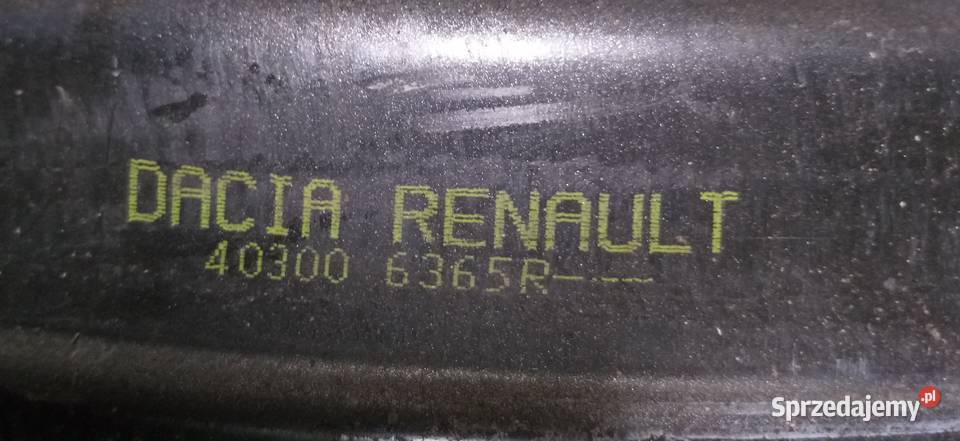 DACIA RENAULT
40300 6365R---
Sprzedajemy.pl